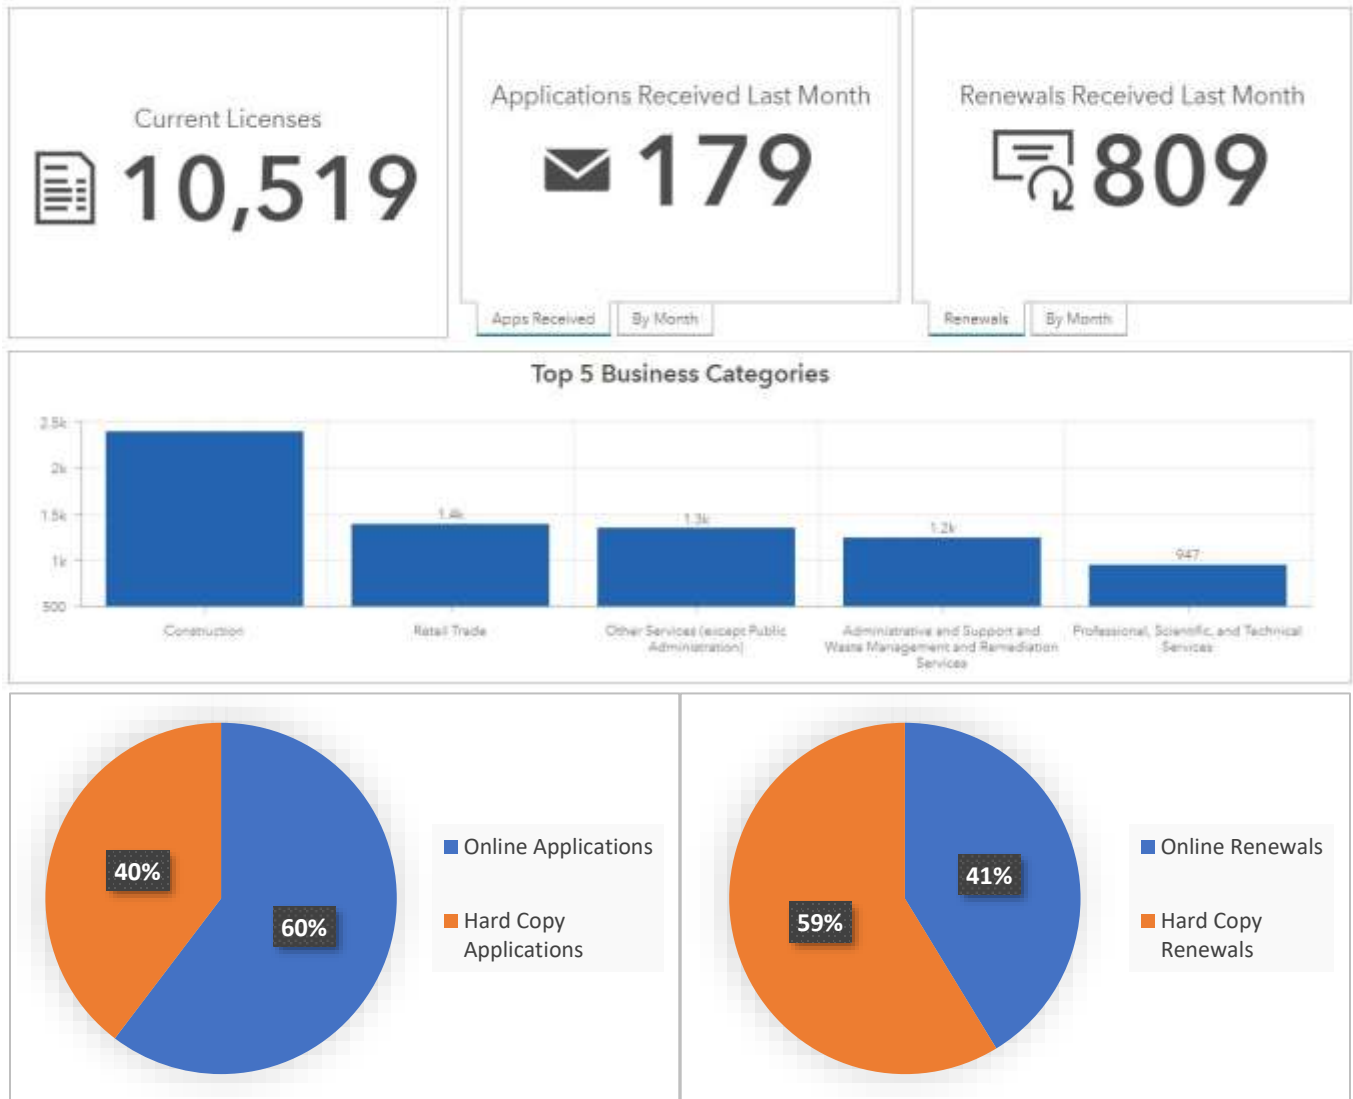 Current Licenses
10,519
Applications Received Last Month
179
Apps Received
By Month
Renewals Received Last Month
809
Renewals
By Month
Top 5 Business Categories
2.5k
2k
1.5k
1k
500
1.4k
1.3k
1.2k
947
Construction
Retail Trade
Other Services (except Public
Administration)
Administrative and Support and
Waste Management and Remediation
Services
Professional, Scientific, and Technical
Services
40%
60%
Online Applications
Hard Copy
Applications
59%
41%
Online Renewals
Hard Copy
Renewals